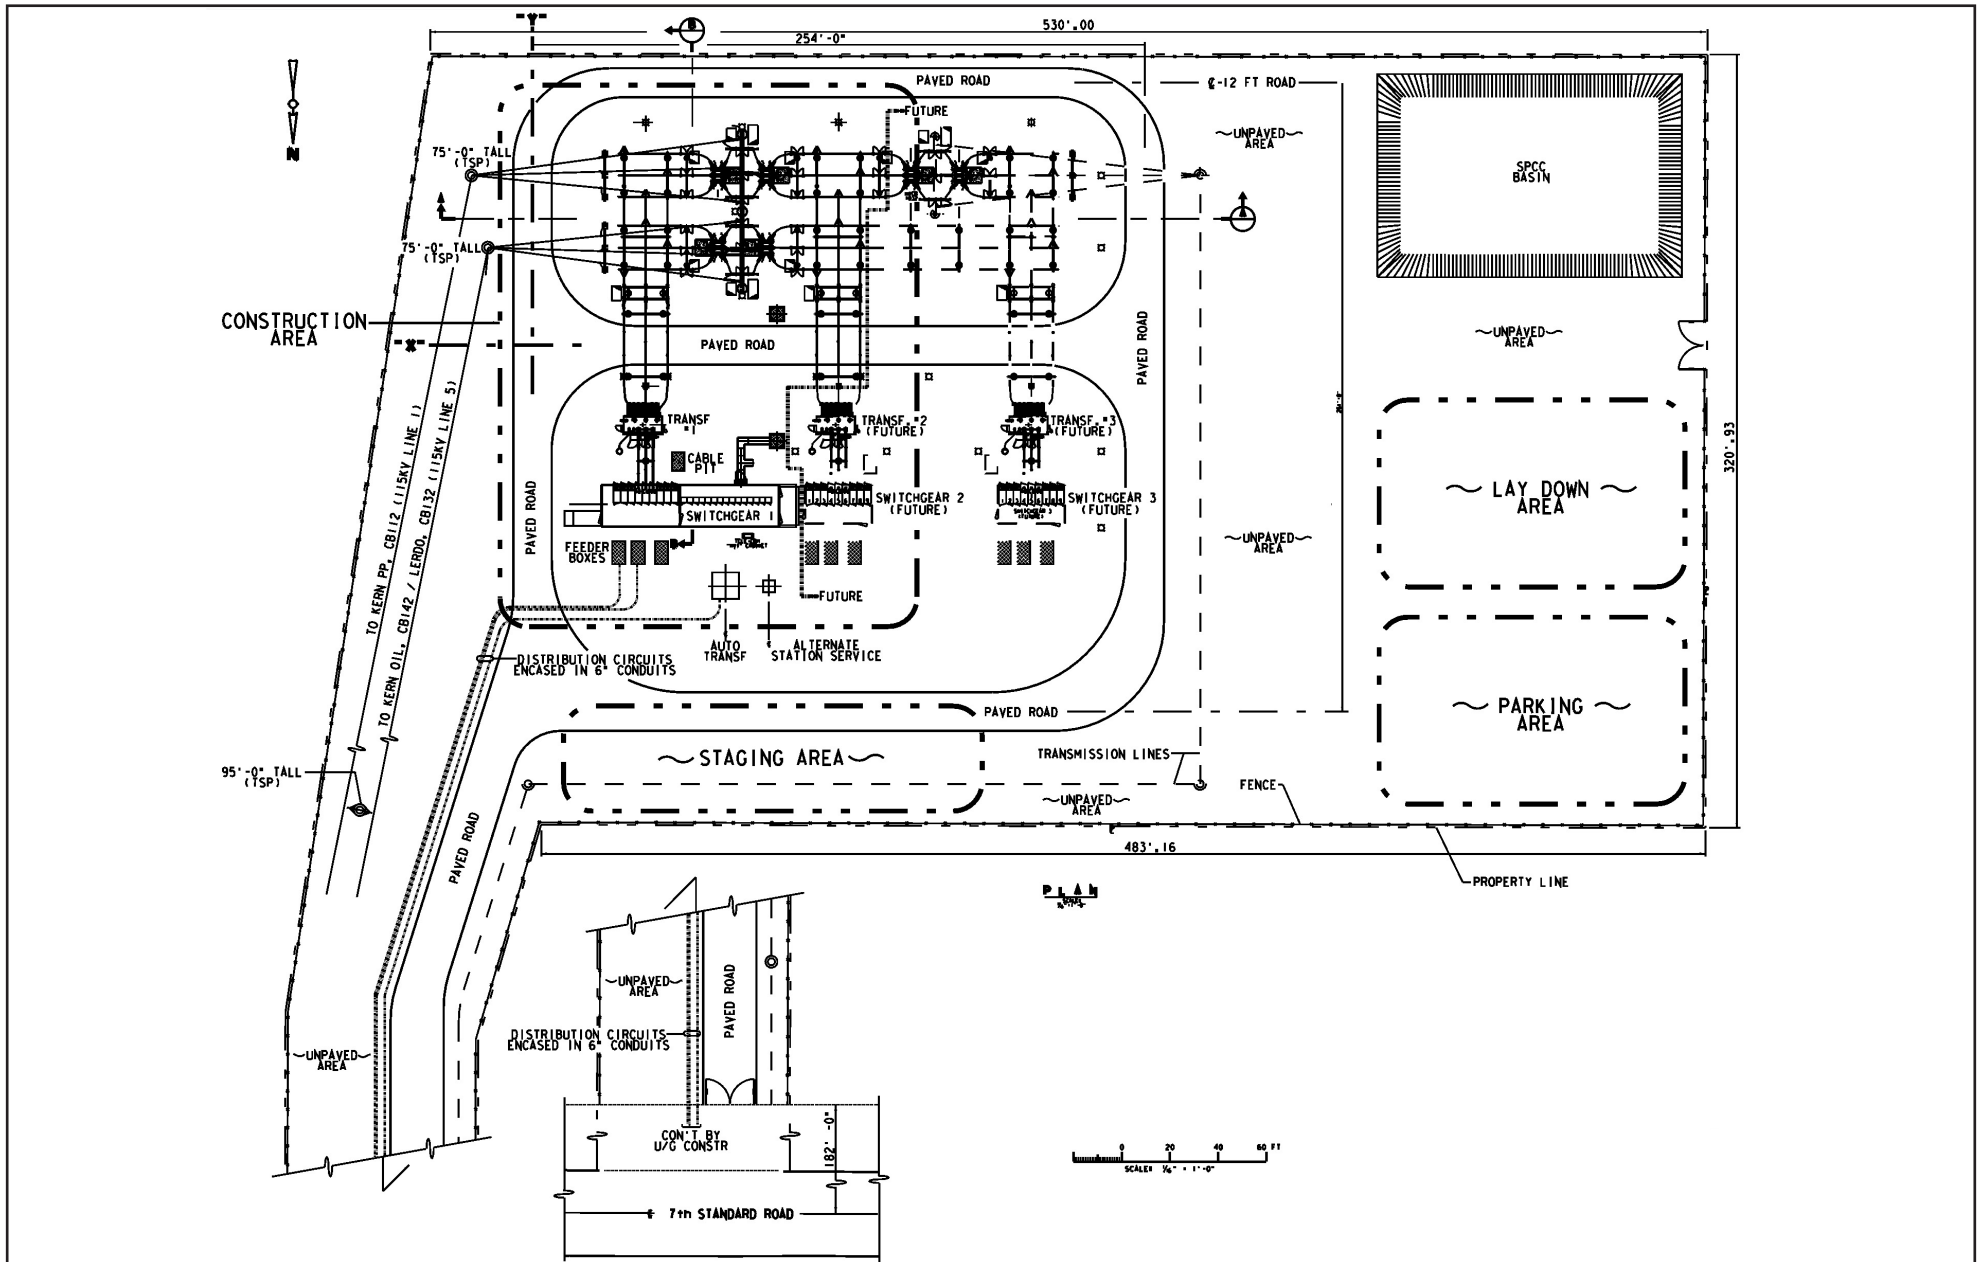 530'.00
254'-0"
B
PAVED ROAD
℄-12 FT ROAD
FUTURE
~UNPAVED~
AREA
N
75'-0" TALL
(TSP)
SPCC
BASIN
75'-0" TALL
(TSP)
CONSTRUCTION
AREA
"X"
PAVED ROAD
PAVED ROAD
~UNPAVED~
AREA
TRANSF
#1
TRANSF. #2
(FUTURE)
TRANSF. #3
(FUTURE)
CABLE
PIT
320'.93
TO KERN PP, CB112 (115KV LINE 1)
TO KERN OIL, CB142 / LERDO, CB132 (115KV LINE 5)
PAVED ROAD
SWITCHGEAR 1
SWITCHGEAR 2
(FUTURE)
SWITCHGEAR 3
(FUTURE)
~ LAY DOWN ~
AREA
FEEDER
BOXES
~UNPAVED~
AREA
FUTURE
AUTO
TRANSF
ALTERNATE
STATION SERVICE
DISTRIBUTION CIRCUITS
ENCASED IN 6" CONDUITS
PAVED ROAD
~ PARKING ~
AREA
~ STAGING AREA ~
TRANSMISSION LINES
95'-0" TALL
(TSP)
FENCE
~UNPAVED~
AREA
PAVED ROAD
483'.16
PROPERTY LINE
PLAN
~UNPAVED~
AREA
PAVED ROAD
DISTRIBUTION CIRCUITS
ENCASED IN 6" CONDUITS
~UNPAVED~
AREA
CON'T BY
U/G CONSTR
182'-0"
℄ 7th STANDARD ROAD
0 20 40 60 FT
SCALE: 1/16" = 1'-0"